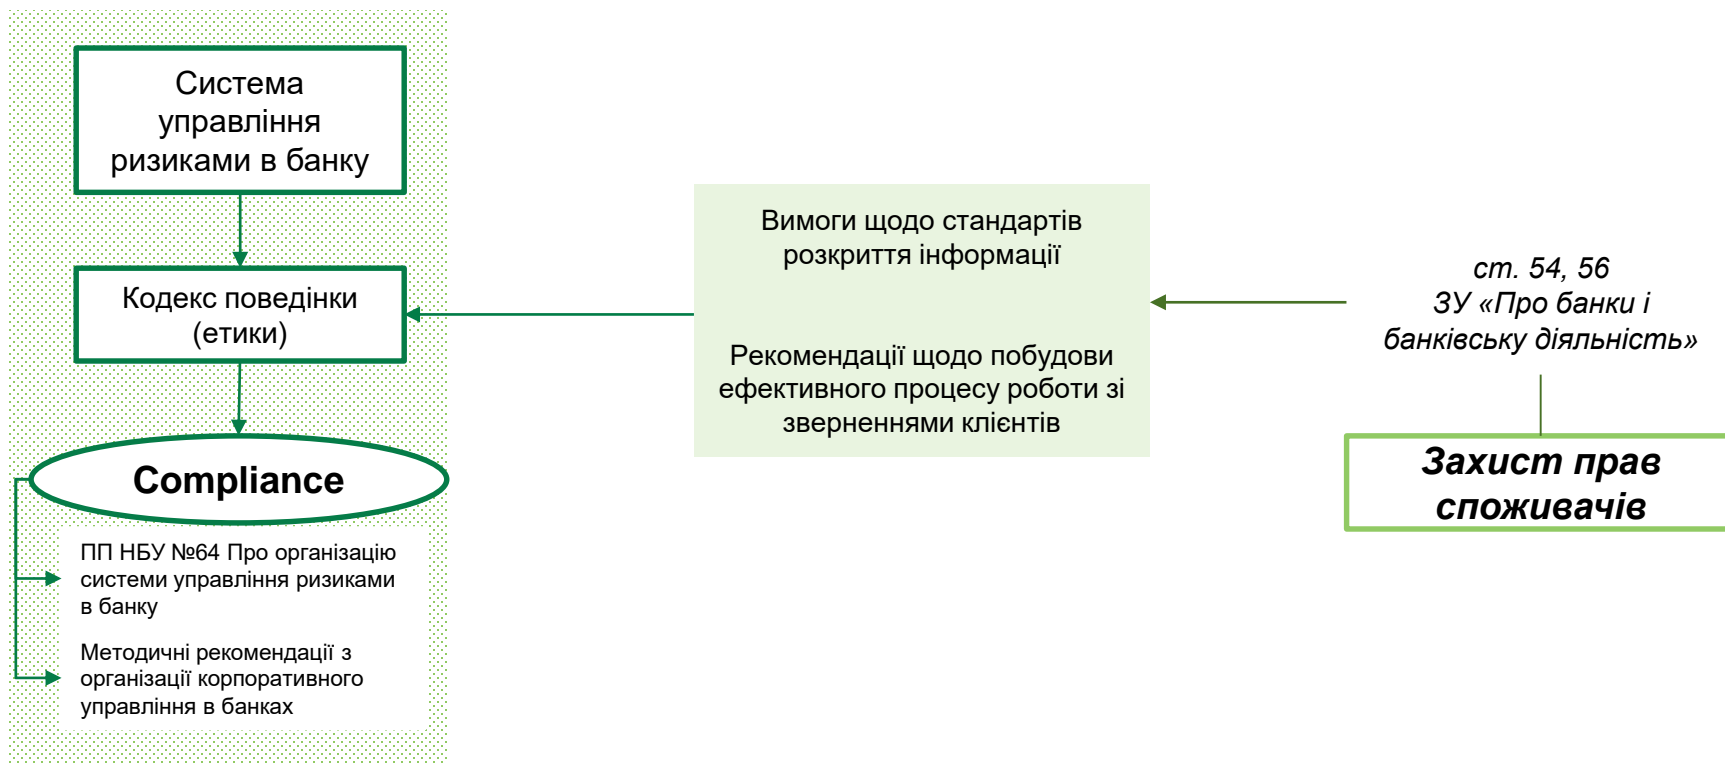 Система
управління
ризиками в банку
Кодекс поведінки
(етики)
Compliance
ПП НБУ №64 Про організацію
системи управління ризиками
в банку
Методичні рекомендації з
організації корпоративного
управління в банках
Вимоги щодо стандартів
розкриття інформації
Рекомендації щодо побудови
ефективного процесу роботи зі
зверненнями клієнтів
ст. 54, 56
ЗУ «Про банки і
банківську діяльність»
Захист прав
споживачів